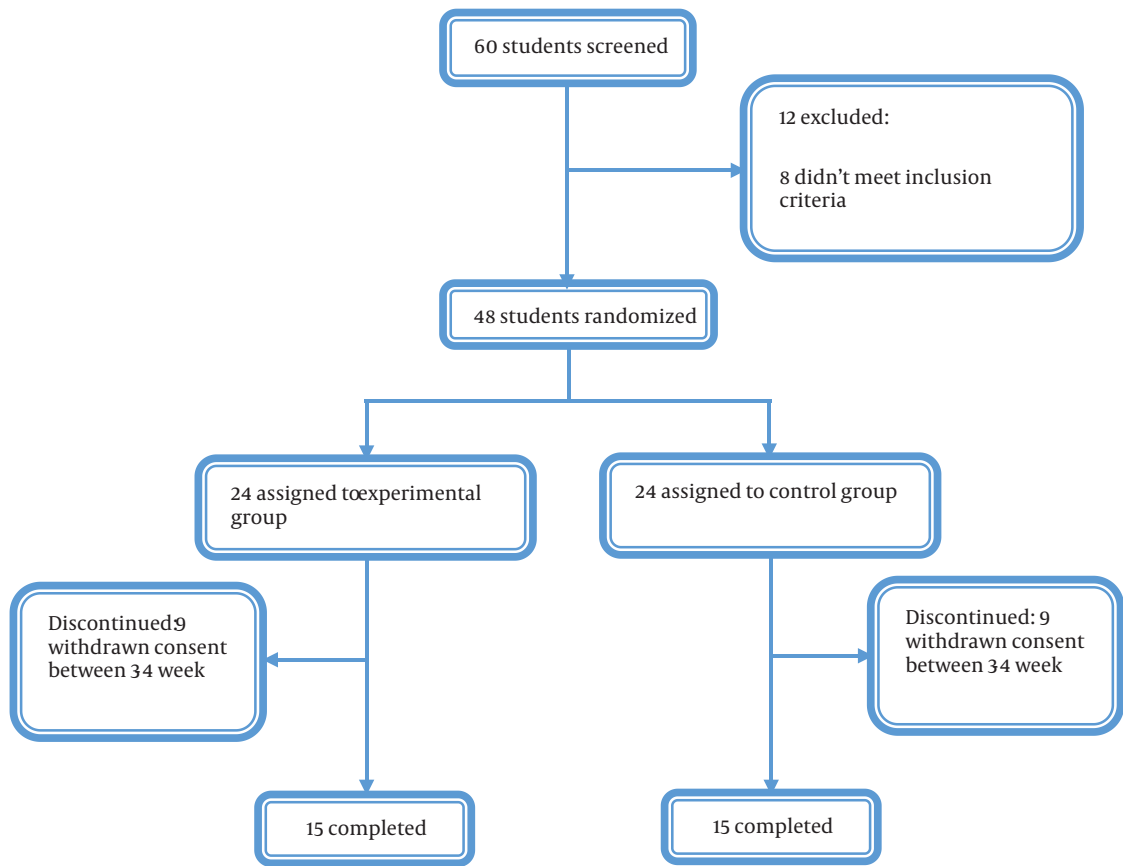 60 students screened
12 excluded:
8 didn't meet inclusion
criteria
48 students randomized
24 assigned toexperimental
group
24 assigned to control group
Discontinued:9
withdrawn consent
between 34 week
Discontinued: 9
withdrawn consent
between 34 week
15 completed
15 completed